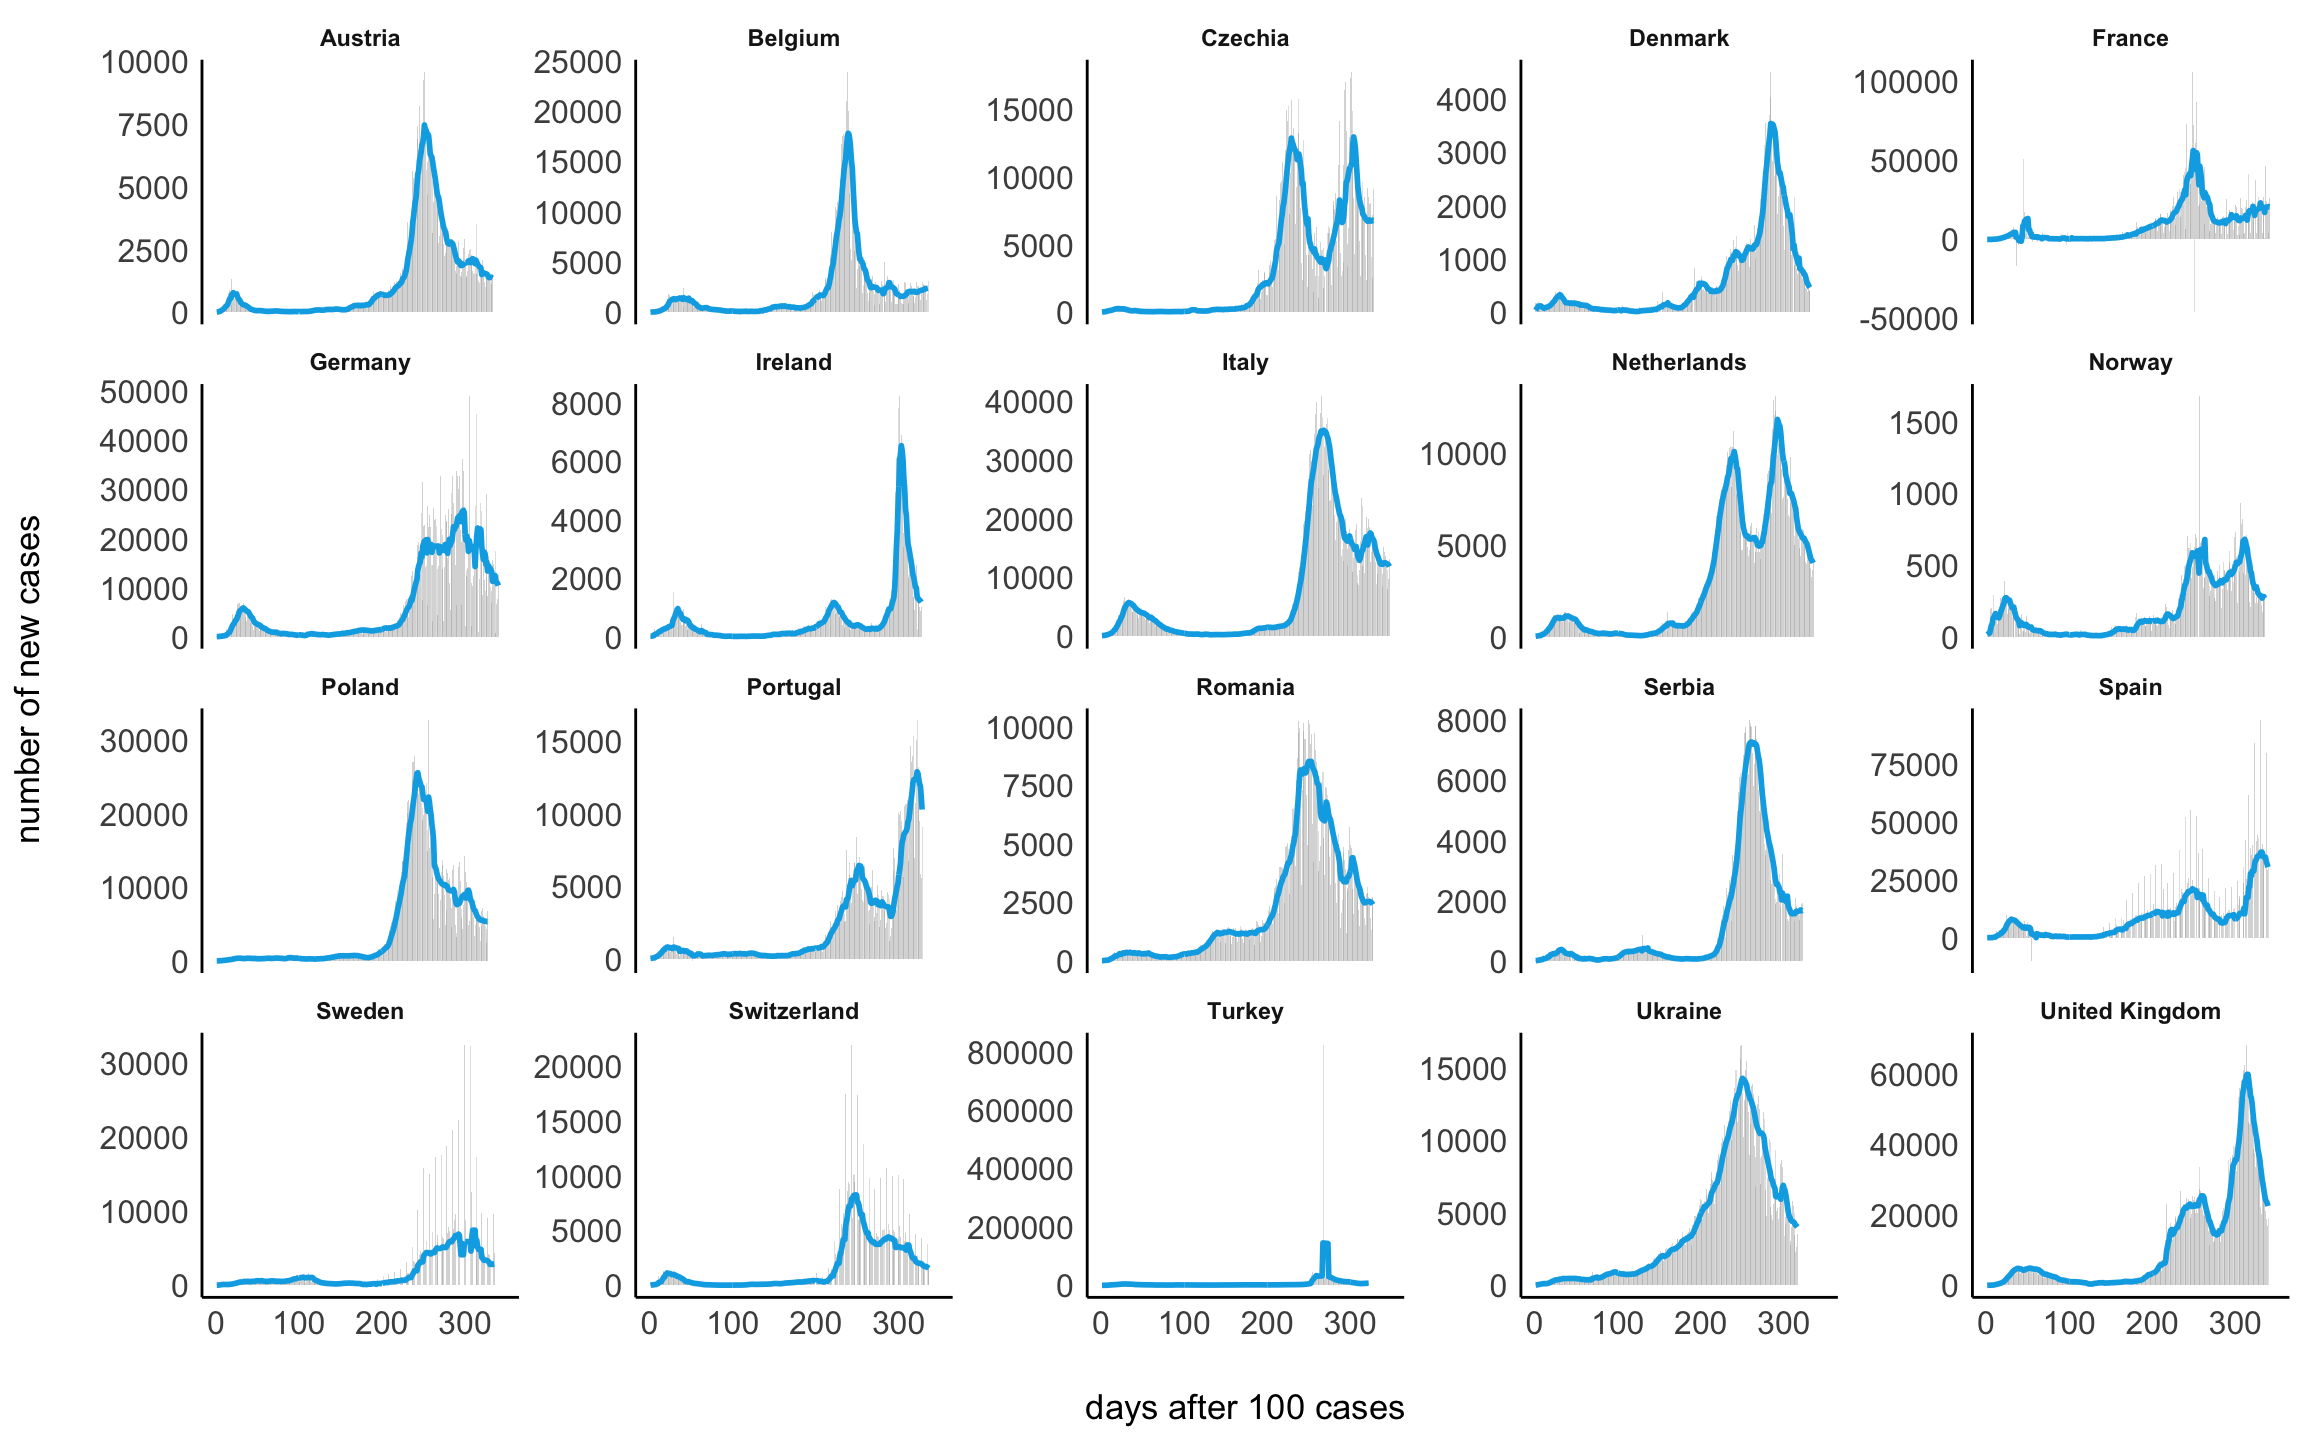 Austria Belgium Czechia Denmark France
10000 7500 5000 2500 0
25000 20000 15000 10000 5000 0
15000 10000 5000 0
4000 3000 2000 1000 0
100000 50000 0 -50000
Germany Ireland Italy Netherlands Norway
50000 40000 30000 20000 10000 0
8000 6000 4000 2000 0
40000 30000 20000 10000 0
10000 5000 0
1500 1000 500 0
number of new cases
Poland Portugal Romania Serbia Spain
30000 20000 10000 0
15000 10000 5000 0
10000 7500 5000 2500 0
8000 6000 4000 2000 0
75000 50000 25000 0
Sweden Switzerland Turkey Ukraine United Kingdom
30000 20000 10000 0
20000 15000 10000 5000 0
800000 600000 400000 200000 0
15000 10000 5000 0
60000 40000 20000 0
0 100 200 300 0 100 200 300 0 100 200 300 0 100 200 300 0 100 200 300
days after 100 cases